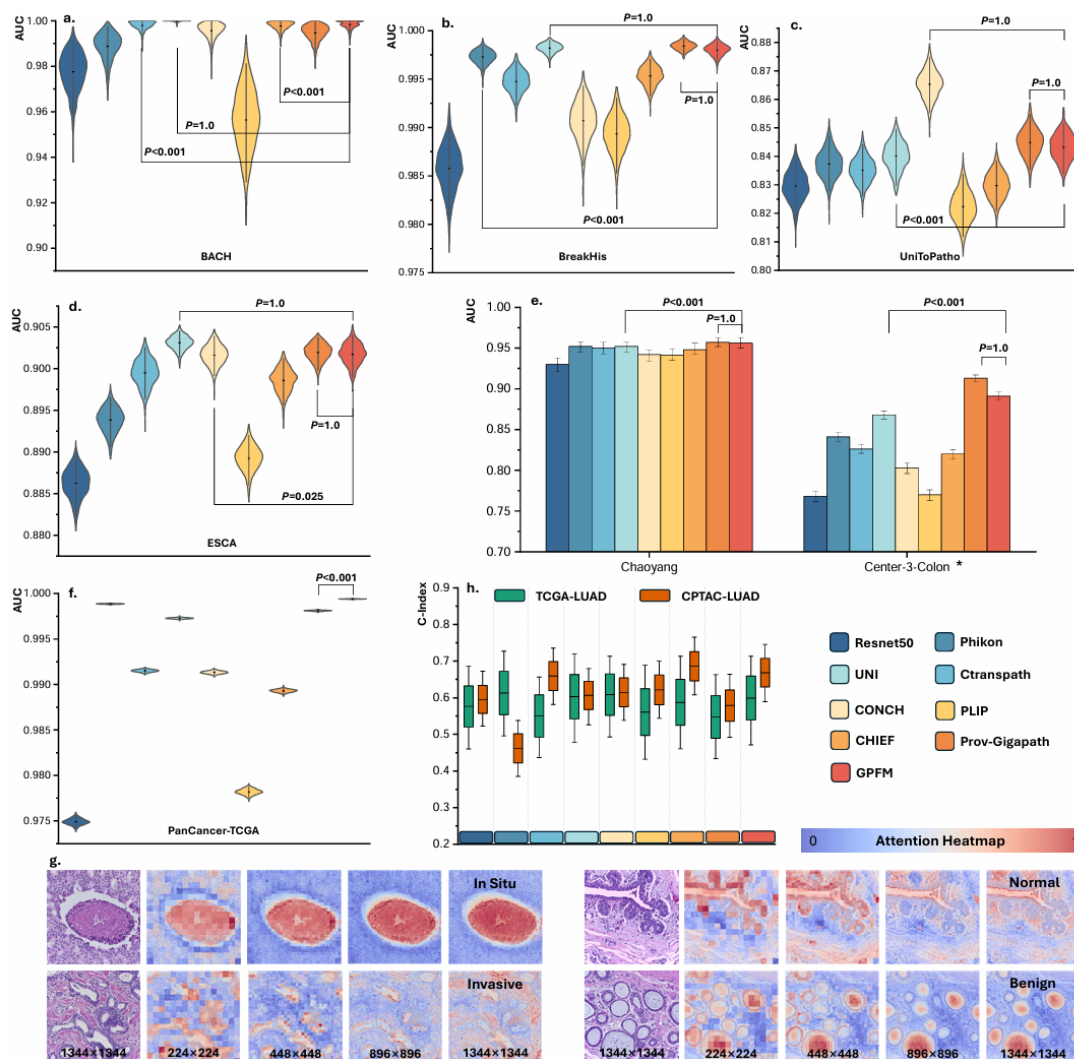 a.
AUC
1.00
0.98
0.96
0.94
0.92
0.90
P<0.001
P=1.0
P<0.001
BACH
b.
AUC
1.000
0.995
0.990
0.985
0.980
0.975
P=1.0
P=1.0
P<0.001
BreakHis
c.
AUC
0.88
0.87
0.86
0.85
0.84
0.83
0.82
0.81
0.80
P=1.0
P=1.0
P<0.001
UniToPatho
d.
AUC
0.905
0.900
0.895
0.890
0.885
0.880
P=1.0
P=1.0
P=0.025
ESCA
e.
AUC
1.00
0.95
0.90
0.85
0.80
0.75
0.70
P<0.001
P=1.0
P<0.001
P=1.0
Chaoyang
Center-3-Colon *
f.
AUC
1.000
0.995
0.990
0.985
0.980
0.975
P<0.001
PanCancer-TCGA
h.
C-Index
0.9
0.8
0.7
0.6
0.5
0.4
0.3
0.2
TCGA-LUAD
CPTAC-LUAD
Resnet50
Phikon
UNI
Ctranspath
CONCH
PLIP
CHIEF
Prov-Gigapath
GPFM
0
Attention Heatmap
g.
In Situ
Normal
Invasive
Benign
1344×1344
224×224
448×448
896×896
1344×1344
1344×1344
224×224
448×448
896×896
1344×1344